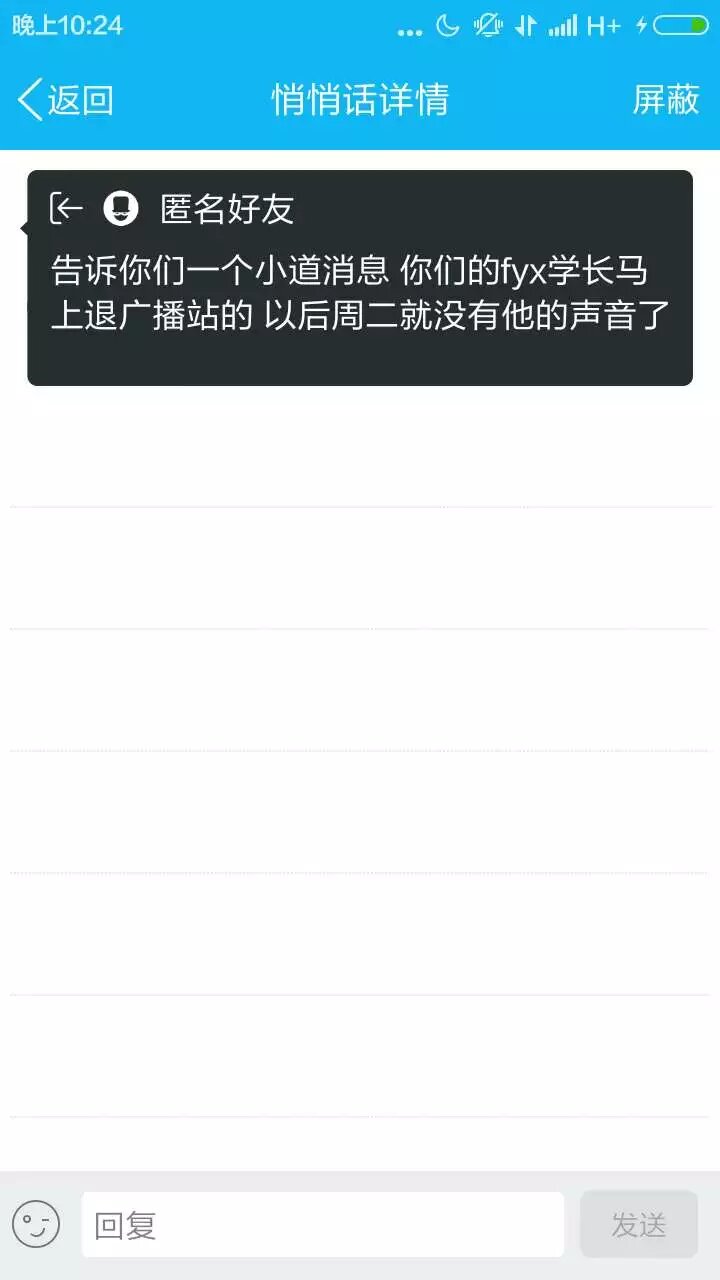 晚上10:24
H+
返回
悄悄话详情
屏蔽
匿名好友
告诉你们一个小道消息 你们的fyx学长马
上退广播站的 以后周二就没有他的声音了
回复
发送